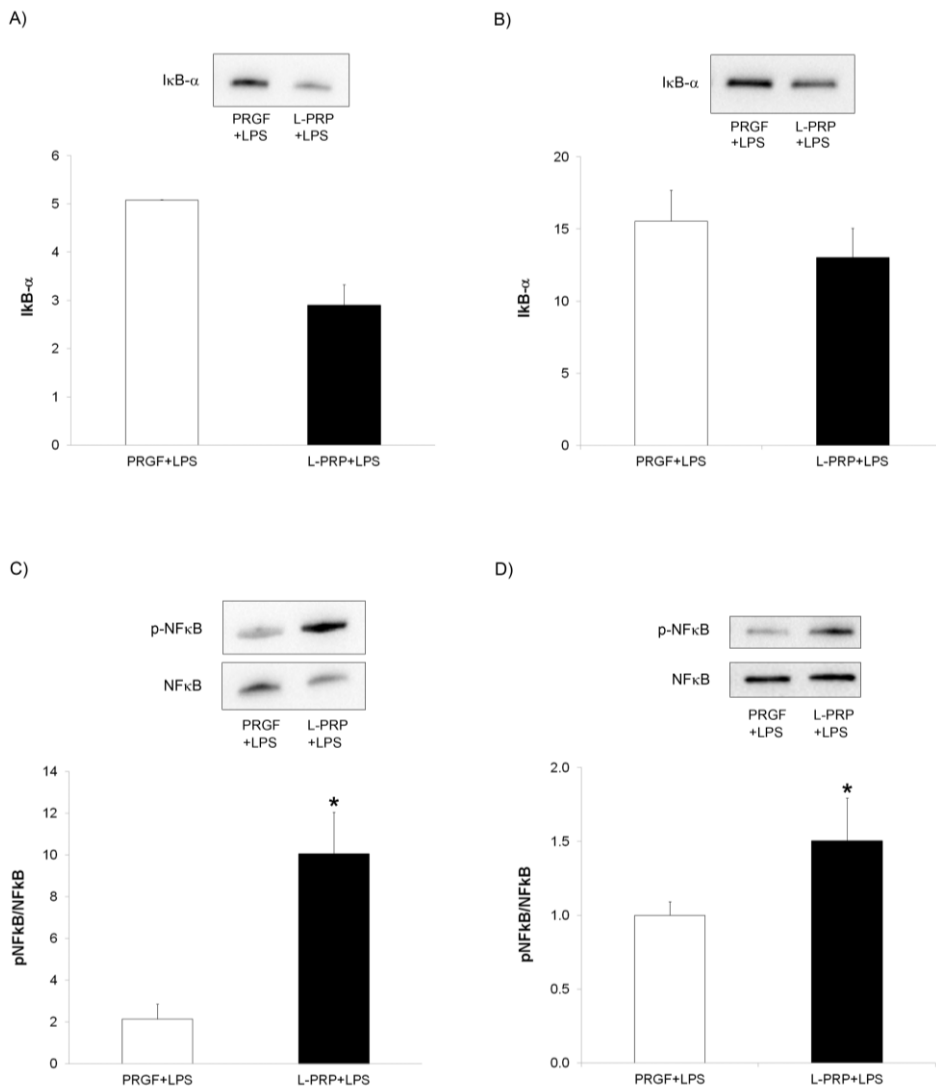 A)
IκB-α
PRGF L-PRP
+LPS +LPS
6
5
4
3
2
1
0
IkB-α
PRGF+LPS L-PRP+LPS
B)
IκB-α
PRGF L-PRP
+LPS +LPS
20
15
10
5
0
IkB-α
PRGF+LPS L-PRP+LPS
C)
p-NFκB
NFκB
PRGF L-PRP
+LPS +LPS
14
12
10
8
6
4
2
0
pNFkB/NFkB
*
PRGF+LPS L-PRP+LPS
D)
p-NFκB
NFκB
PRGF L-PRP
+LPS +LPS
2.0
1.5
1.0
0.5
0.0
pNFkB/NFkB
*
PRGF+LPS L-PRP+LPS